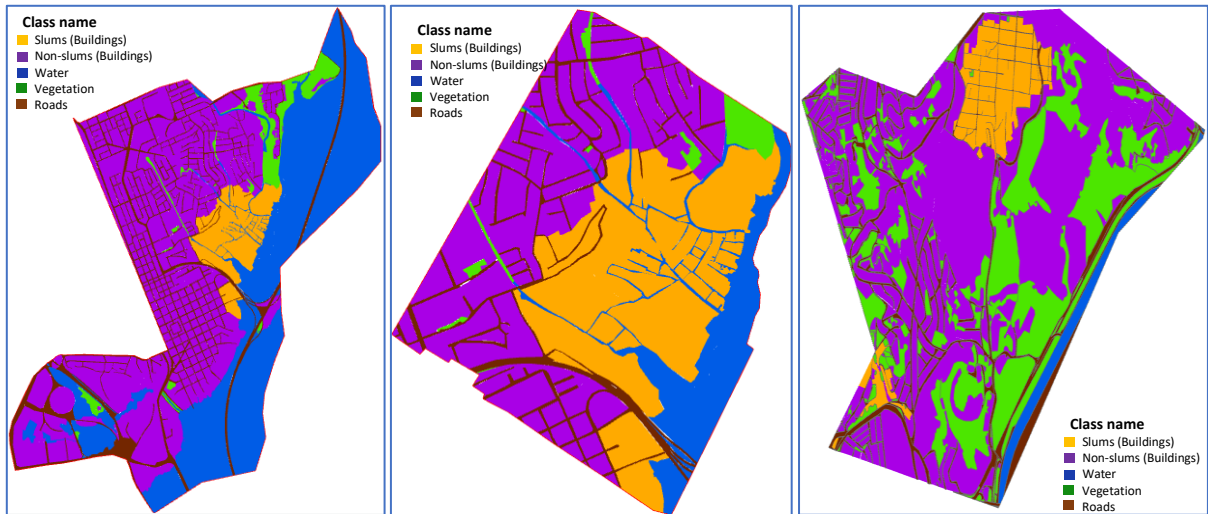 Class name
Slums (Buildings)
Non-slums (Buildings)
Water
Vegetation
Roads
Class name
Slums (Buildings)
Non-slums (Buildings)
Water
Vegetation
Roads
Class name
Slums (Buildings)
Non-slums (Buildings)
Water
Vegetation
Roads